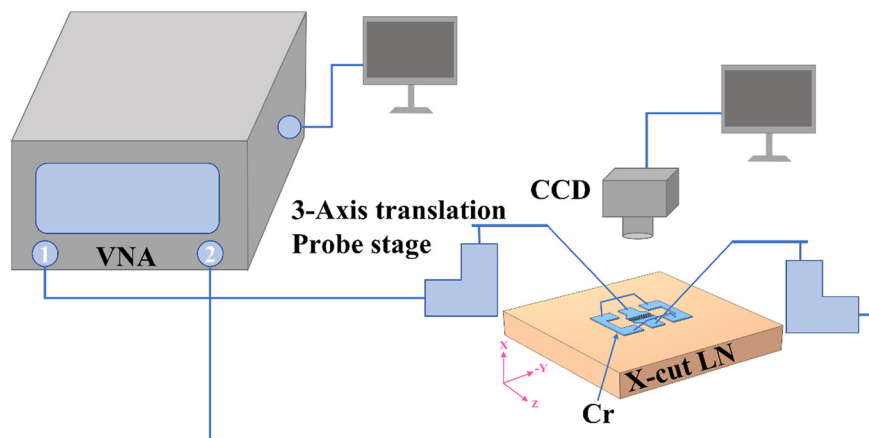 1
VNA
2
3-Axis translation
Probe stage
CCD
X
-Y
Z
X-cut LN
Cr